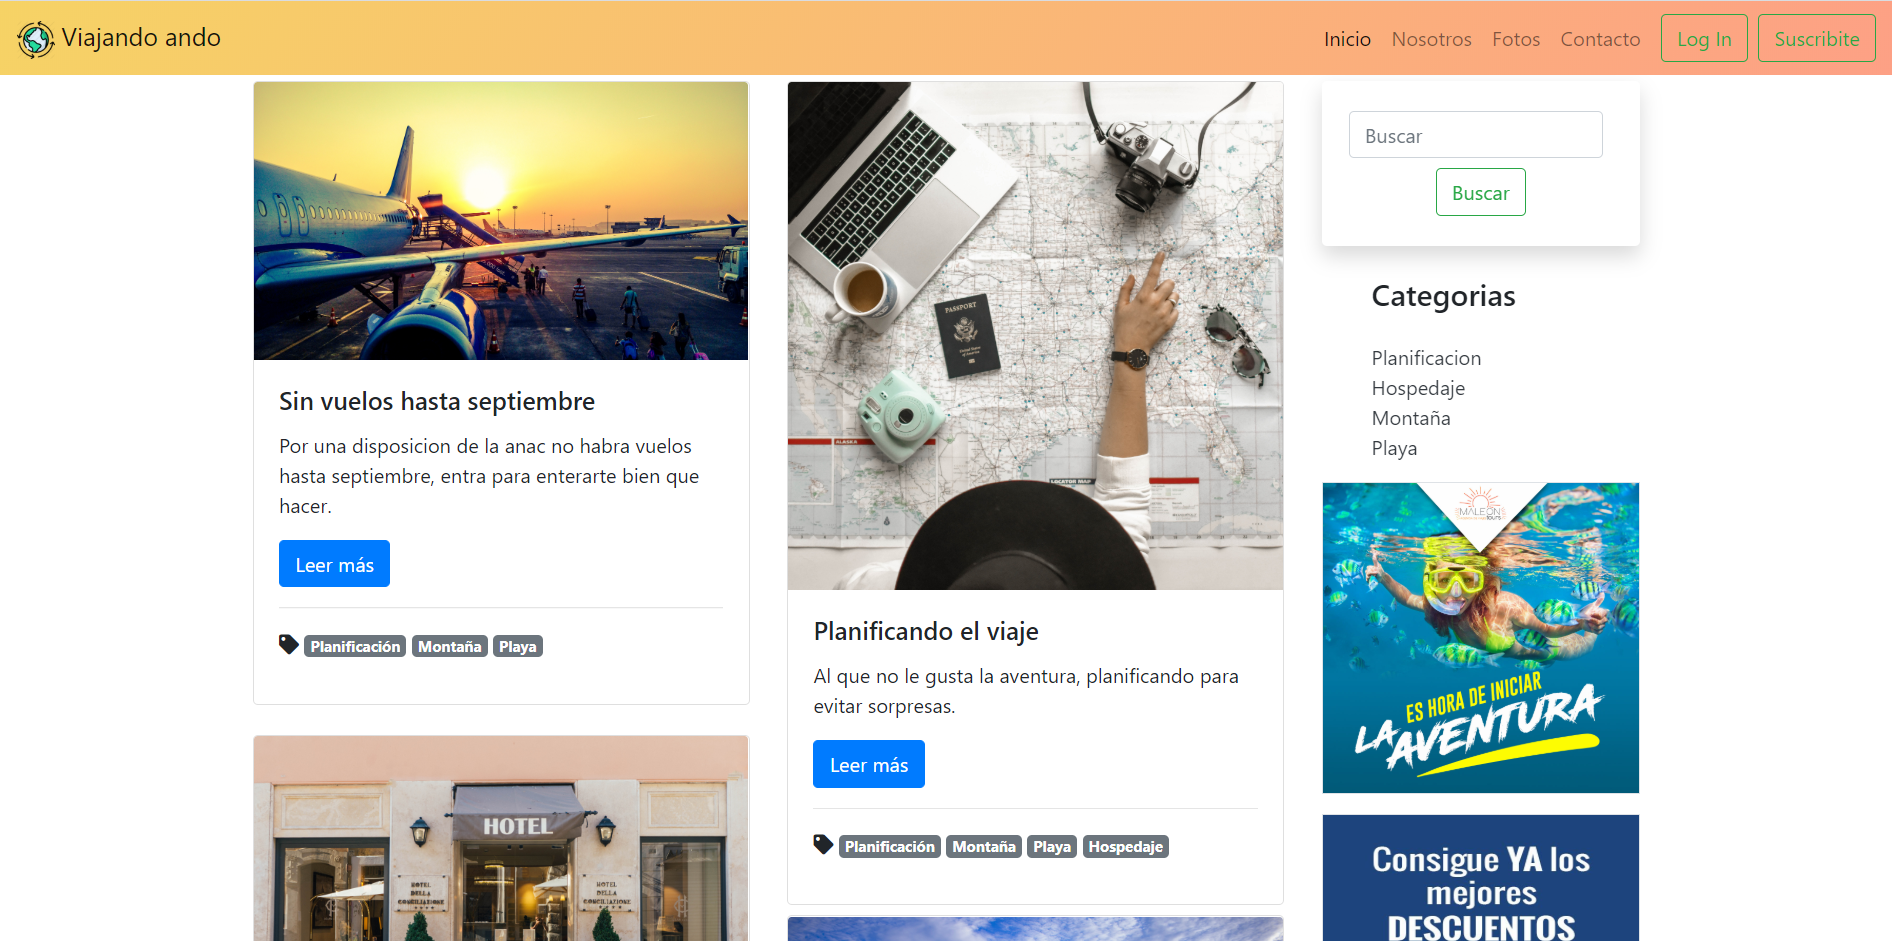 Viajando ando
Inicio
Nosotros
Fotos
Contacto
Log In
Suscribite
Sin vuelos hasta septiembre
Por una disposicion de la anac no habra vuelos
hasta septiembre, entra para enterarte bien que
hacer.
Leer más
Planificación
Montaña
Playa
HOTEL
HOTEL
DELLA
CONCILIAZIONE
HOTEL
DELLA
CONCILIAZIONE
PASSPORT
United States
of America
ALASKA
LOCATOR MAP
Planificando el viaje
Al que no le gusta la aventura, planificando para
evitar sorpresas.
Leer más
Planificación
Montaña
Playa
Hospedaje
Buscar
Buscar
Categorias
Planificacion
Hospedaje
Montaña
Playa
MALEON
tours
ES HORA DE INICIAR
LA AVENTURA
Consigue YA los
mejores
DESCUENTOS